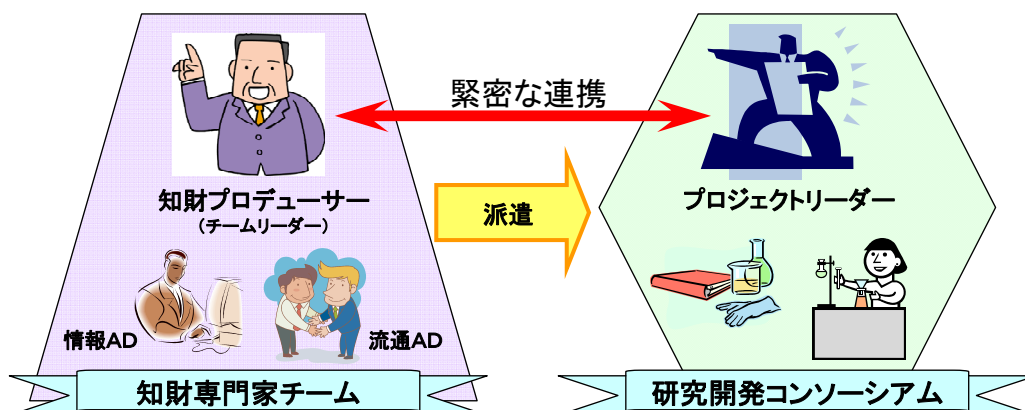 緊密な連携
知財プロデューサー
(チームリーダー)
派遣
プロジェクトリーダー
情報AD
流通AD
知財専門家チーム
研究開発コンソーシアム